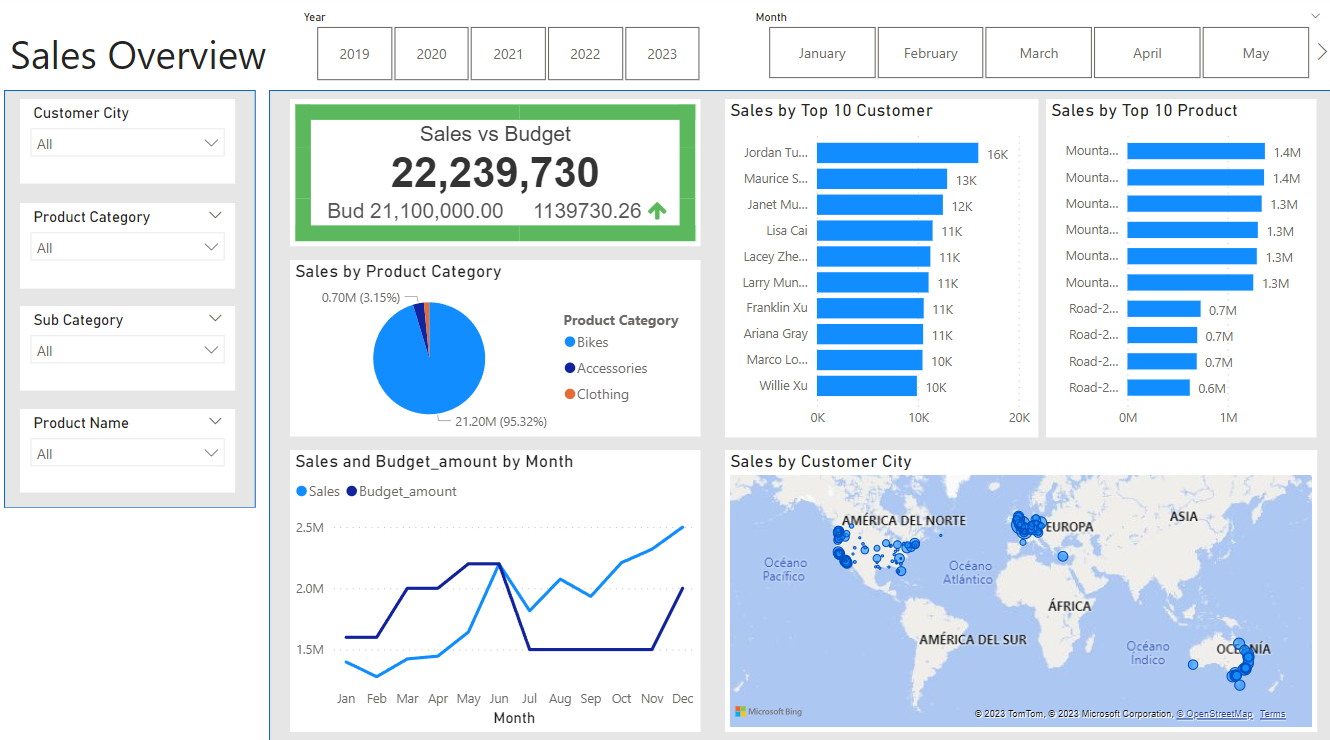 Sales Overview
Year
2019 2020 2021 2022 2023
Month
January February March April May
Customer City
All
Product Category
All
Sub Category
All
Product Name
All
Sales vs Budget
22,239,730
Bud 21,100,000.00 1139730.26
Sales by Product Category
0.70M (3.15%)
21.20M (95.32%)
Product Category
Bikes
Accessories
Clothing
Sales and Budget_amount by Month
Sales Budget_amount
2.5M
2.0M
1.5M
Jan Feb Mar Apr May Jun Jul Aug Sep Oct Nov Dec
Month
Sales by Top 10 Customer
Jordan Tu... 16K
Maurice S... 13K
Janet Mu... 12K
Lisa Cai 11K
Lacey Zhe... 11K
Larry Mun... 11K
Franklin Xu 11K
Ariana Gray 11K
Marco Lo... 10K
Willie Xu 10K
0K 10K 20K
Sales by Top 10 Product
Mounta... 1.4M
Mounta... 1.4M
Mounta... 1.3M
Mounta... 1.3M
Mounta... 1.3M
Mounta... 1.3M
Road-2... 0.7M
Road-2... 0.7M
Road-2... 0.7M
Road-2... 0.6M
0M 1M
Sales by Customer City
AMÉRICA DEL NORTE
EUROPA
ASIA
Océano
Pacífico
Océano
Atlántico
ÁFRICA
AMÉRICA DEL SUR
Océano
Índico
OCEANÍA
Microsoft Bing
© 2023 TomTom, © 2023 Microsoft Corporation, © OpenStreetMap Terms